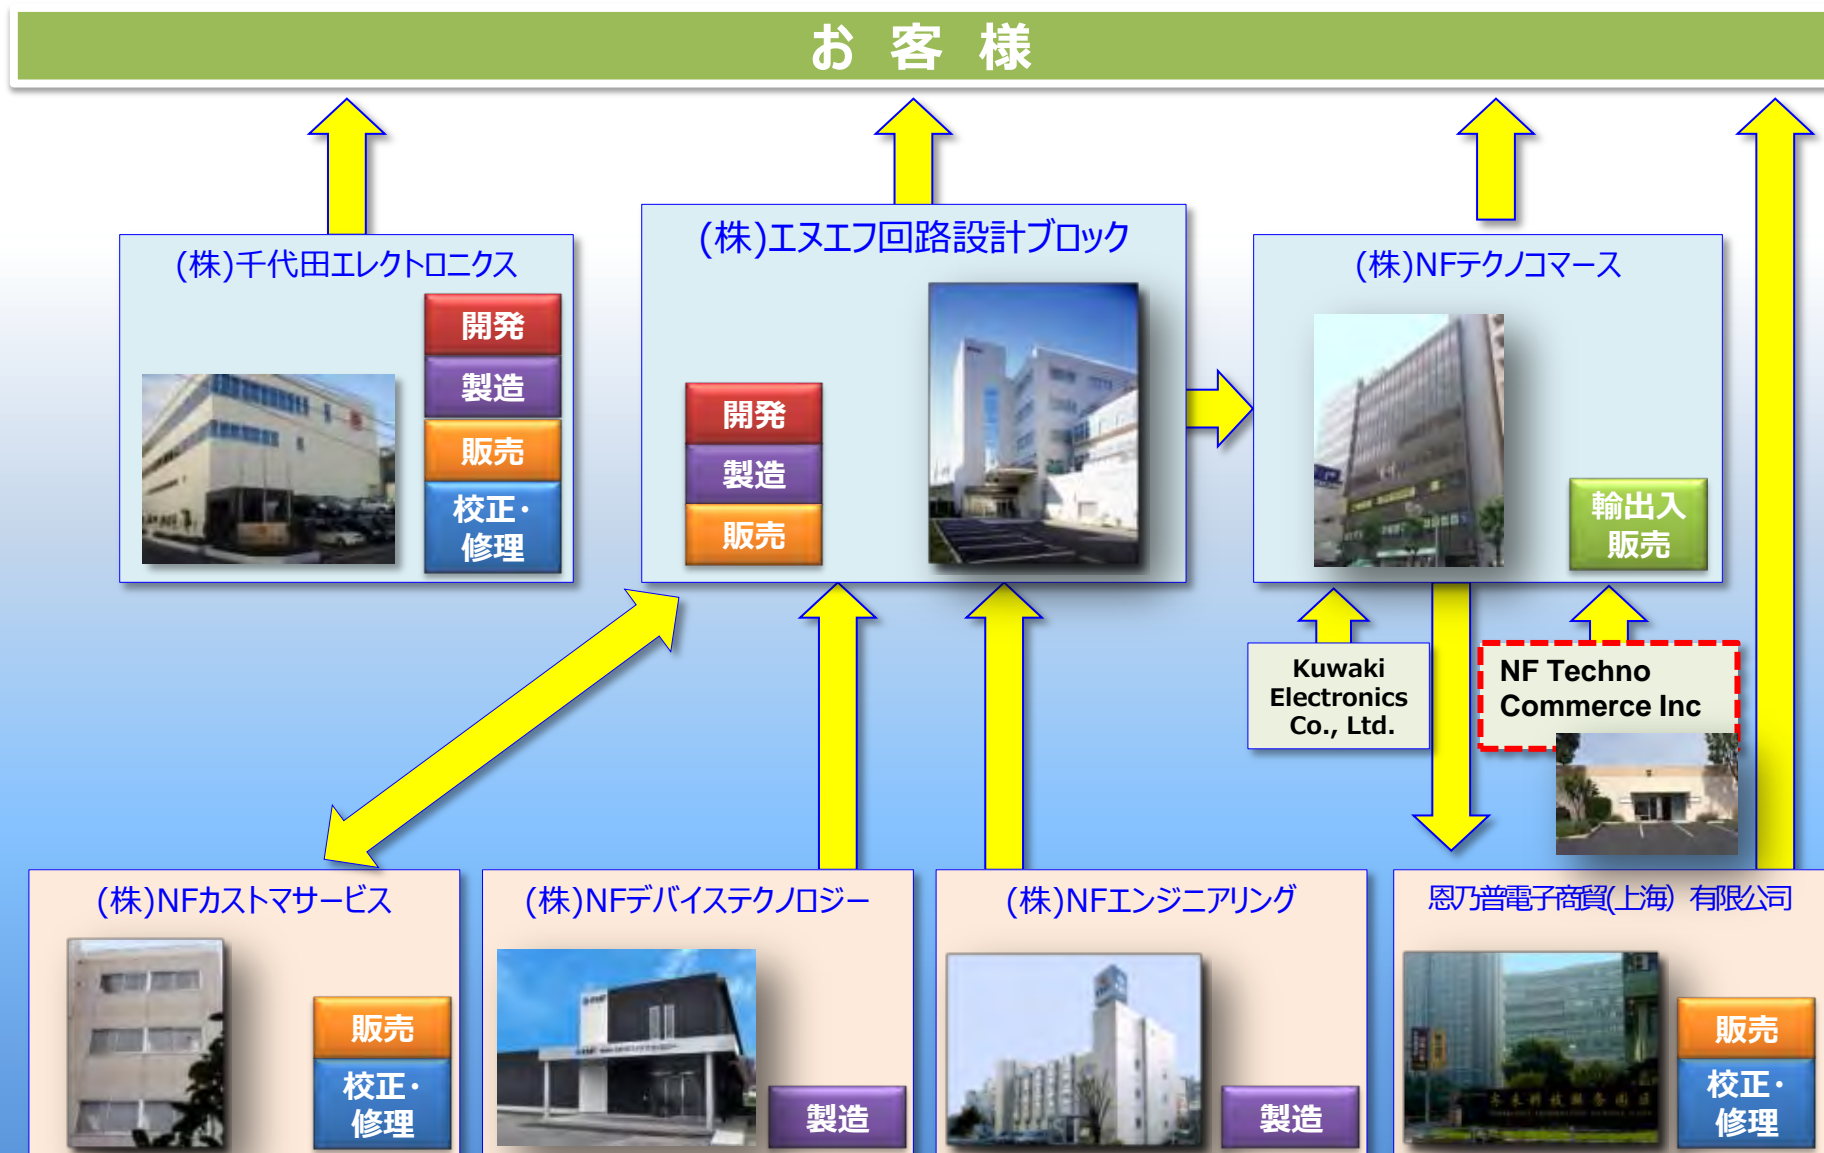 お 客 様
(株)千代田エレクトロニクス
開発
製造
販売
校正・
修理
(株)エヌエフ回路設計ブロック
開発
製造
販売
(株)NFテクノコマース
輸出入
販売
Kuwaki
Electronics
Co., Ltd.
NF Techno
Commerce Inc
(株)NFカストマサービス
販売
校正・
修理
(株)NFデバイステクノロジー
製造
(株)NFエンジニアリング
製造
恩乃普電子商貿(上海) 有限公司
販売
校正・
修理